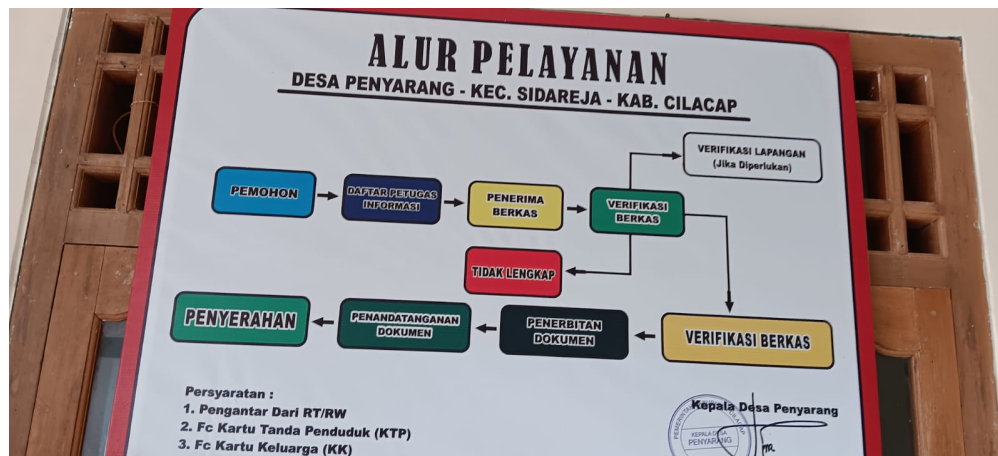 ALUR PELAYANAN
DESA PENYARANG - KEC. SIDAREJA - KAB. CILACAP
VERIFIKASI LAPANGAN
(Jika Diperlukan)
PEMOHON
DAFTAR PETUGAS
INFORMASI
PENERIMA
BERKAS
VERIFIKASI
BERKAS
TIDAK LENGKAP
PENYERAHAN
PENANDATANGANAN
DOKUMEN
PENERBITAN
DOKUMEN
VERIFIKASI BERKAS
Persyaratan :
1. Pengantar Dari RT/RW
2. Fc Kartu Tanda Penduduk (KTP)
3. Fc Kartu Keluarga (KK)
Kepala Desa Penyarang
KEPALA DESA
PENYARANG